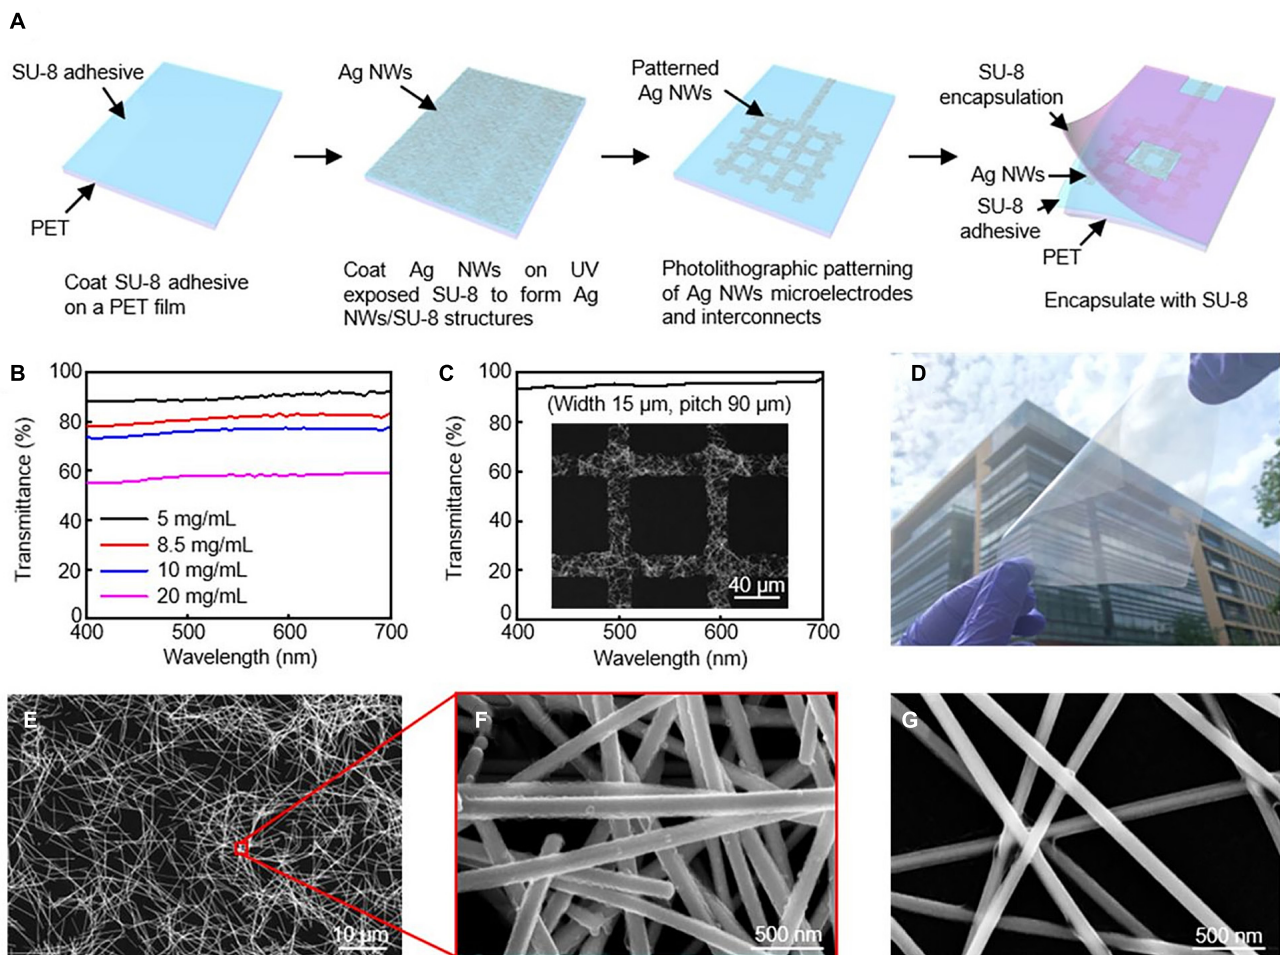 A
SU-8 adhesive
PET
Coat SU-8 adhesive
on a PET film
Ag NWs
Coat Ag NWs on UV
exposed SU-8 to form Ag
NWs/SU-8 structures
Patterned
Ag NWs
Photolithographic patterning
of Ag NWs microelectrodes
and interconnects
SU-8
encapsulation
Ag NWs
SU-8
adhesive
PET
Encapsulate with SU-8
B
Transmittance (%)
100
80
60
40
20
0
5 mg/mL
8.5 mg/mL
10 mg/mL
20 mg/mL
400 500 600 700
Wavelength (nm)
C
Transmittance (%)
100
80
60
40
20
0
(Width 15 µm, pitch 90 µm)
40 µm
400 500 600 700
Wavelength (nm)
D
E
10 µm
F
500 nm
G
500 nm